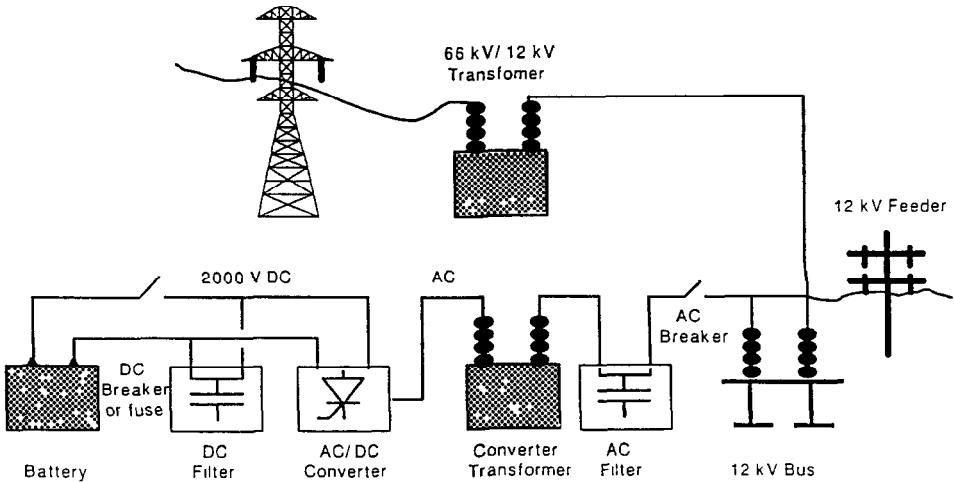 66 kV/ 12 kV
Transfomer
12 kV Feeder
2000 V DC
AC
AC
Breaker
DC
Breaker
or fuse
Battery
DC
Filter
AC/ DC
Converter
Converter
Transformer
AC
Filter
12 kV Bus